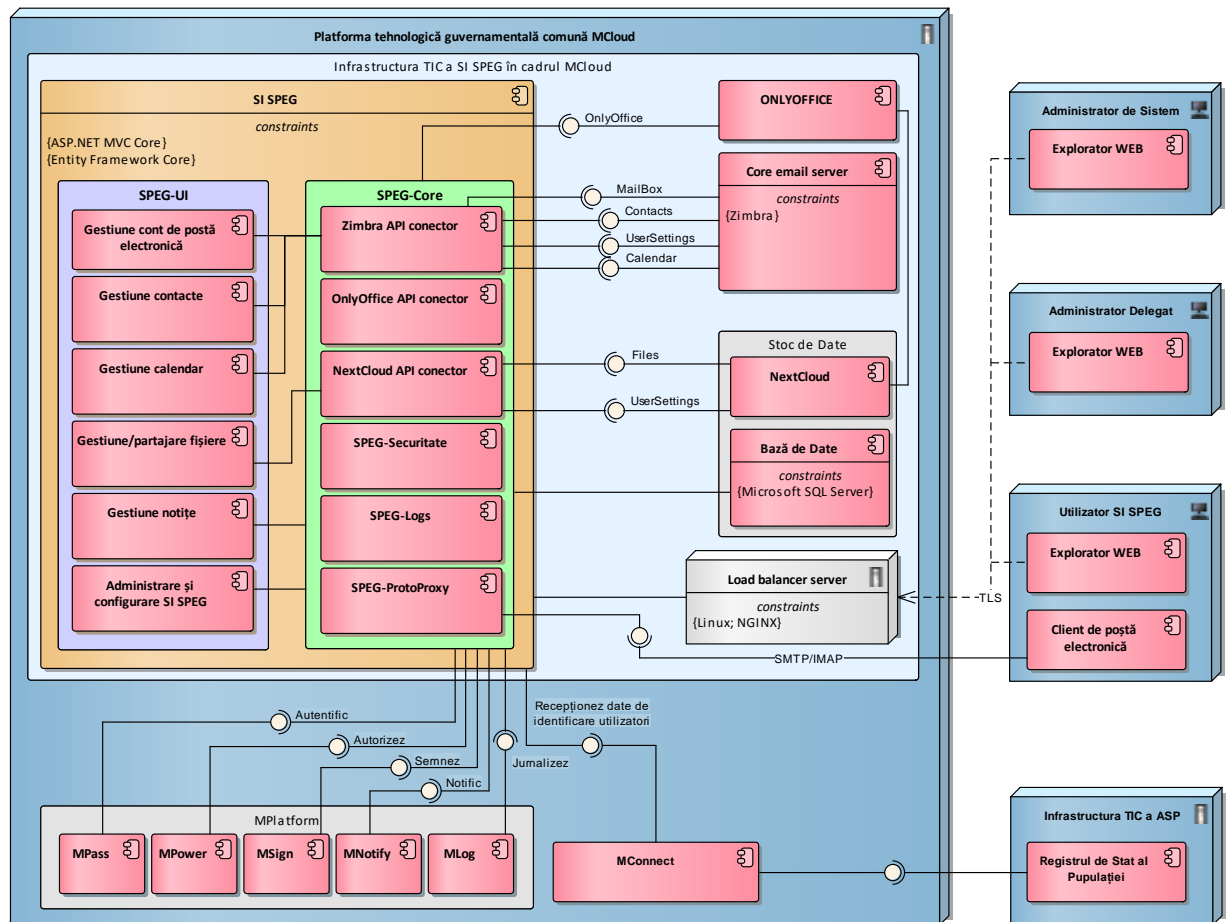 Platforma tehnologică guvernamentală comună MCloud
Infrastructura TIC a SI SPEG în cadrul MCloud
SI SPEG
constraints
{ASP.NET MVC Core}
{Entity Framework Core}
SPEG-UI
Gestiune cont de postă
electronică
Gestiune contacte
Gestiune calendar
Gestiune/partajare fișiere
Gestiune notițe
Administrare și
configurare SI SPEG
SPEG-Core
Zimbra API conector
OnlyOffice API conector
NextCloud API conector
SPEG-Securitate
SPEG-Logs
SPEG-ProtoProxy
OnlyOffice
MailBox
Contacts
UserSettings
Calendar
Files
UserSettings
ONLYOFFICE
Core email server
constraints
{Zimbra}
Stoc de Date
NextCloud
Bază de Date
constraints
{Microsoft SQL Server}
Load balancer server
constraints
{Linux; NGINX}
TLS
SMTP/IMAP
Administrator de Sistem
Explorator WEB
Administrator Delegat
Explorator WEB
Utilizator SI SPEG
Explorator WEB
Client de poștă
electronică
Autentific
Autorizez
Semnez
Notific
Jurnalizez
Recepționez date de
identificare utilizatori
MPlatform
MPass
MPower
MSign
MNotify
MLog
MConnect
Infrastructura TIC a ASP
Registrul de Stat al
Pupulației